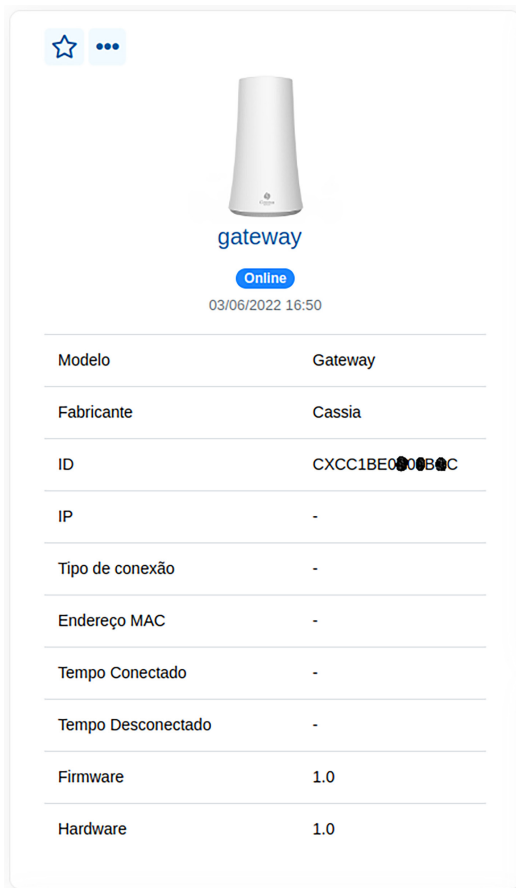 gateway
Online
03/06/2022 16:50
Modelo Gateway
Fabricante Cassia
ID
IP -
Tipo de conexão -
Endereço MAC -
Tempo Conectado -
Tempo Desconectado -
Firmware 1.0
Hardware 1.0